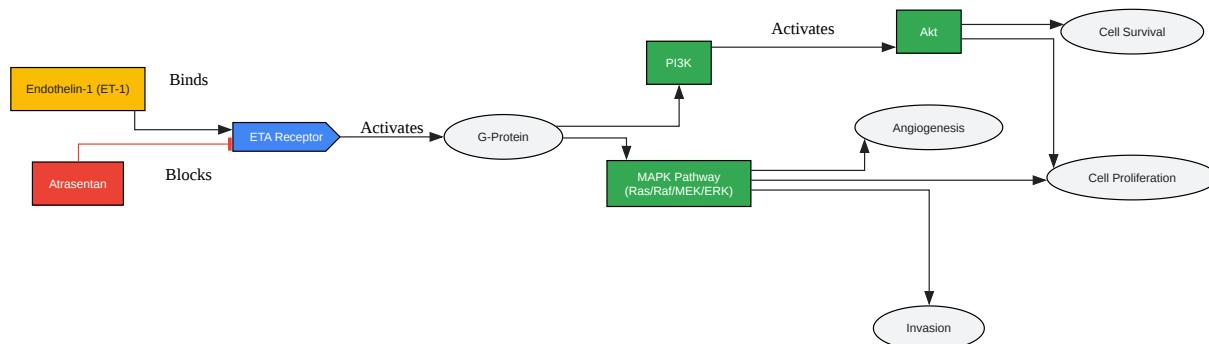 Activates
Akt
Cell Survival
PI3K
Endothelin-1 (ET-1)
Binds
ETA Receptor
Activates
G-Protein
Angiogenesis
Atrasentan
Blocks
MAPK Pathway
(Ras/Raf/MEK/ERK)
Cell Proliferation
Invasion